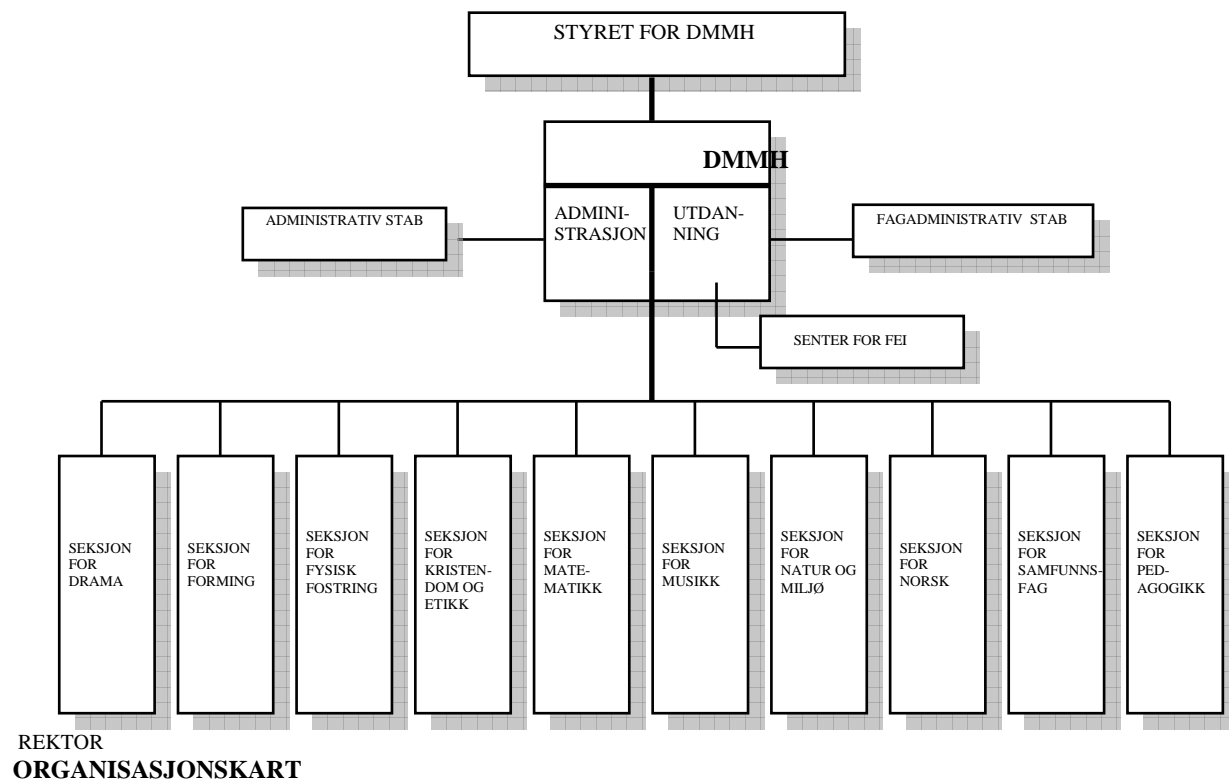 STYRET FOR DMMH
DMMH
ADMINI-
STRASJON
UTDAN-
NING
ADMINISTRATIV STAB
FAGADMINISTRATIV STAB
SENTER FOR FEI
SEKSJON
FOR
DRAMA
SEKSJON
FOR
FORMING
SEKSJON
FOR
FYSISK
FOSTRING
SEKSJON
FOR
KRISTEN-
DOM OG
ETIKK
SEKSJON
FOR
MATE-
MATIKK
SEKSJON
FOR
MUSIKK
SEKSJON
FOR
NATUR OG
MILJØ
SEKSJON
FOR
NORSK
SEKSJON
FOR
SAMFUNNS-
FAG
SEKSJON
FOR
PED-
AGOGIKK
REKTOR
ORGANISASJONSKART